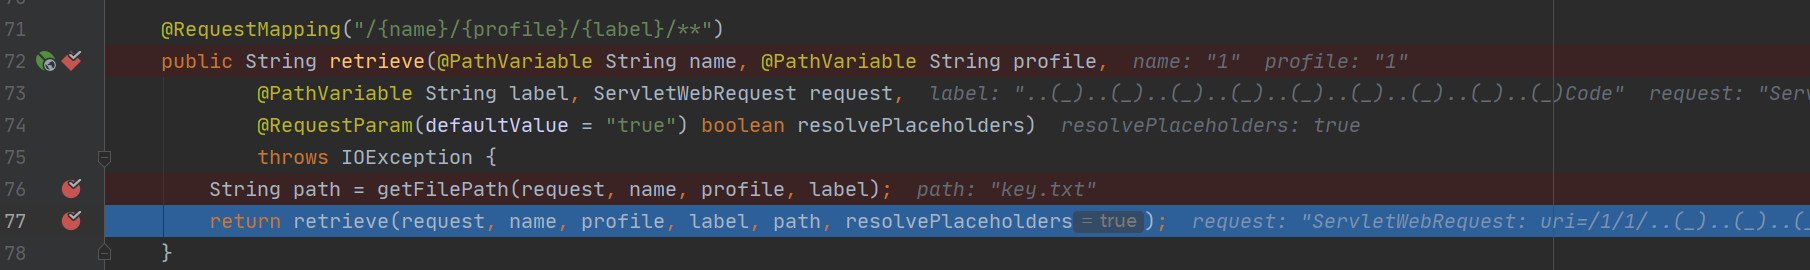 71 @RequestMapping("/{name}/{profile}/{label}/**")
72 public String retrieve(@PathVariable String name, @PathVariable String profile, name: "1" profile: "1"
73 @PathVariable String label, ServletWebRequest request, label: "..(_)..(_)..(_)..(_)..(_)..(_)..(_)..(_)..(_)Code" request: "Serv
74 @RequestParam(defaultValue = "true") boolean resolvePlaceholders) resolvePlaceholders: true
75 throws IOException {
76 String path = getFilePath(request, name, profile, label); path: "key.txt"
77 return retrieve(request, name, profile, label, path, resolvePlaceholders = true ); request: "ServletWebRequest: uri=/1/1/..(_)..(_)..(_
78 }